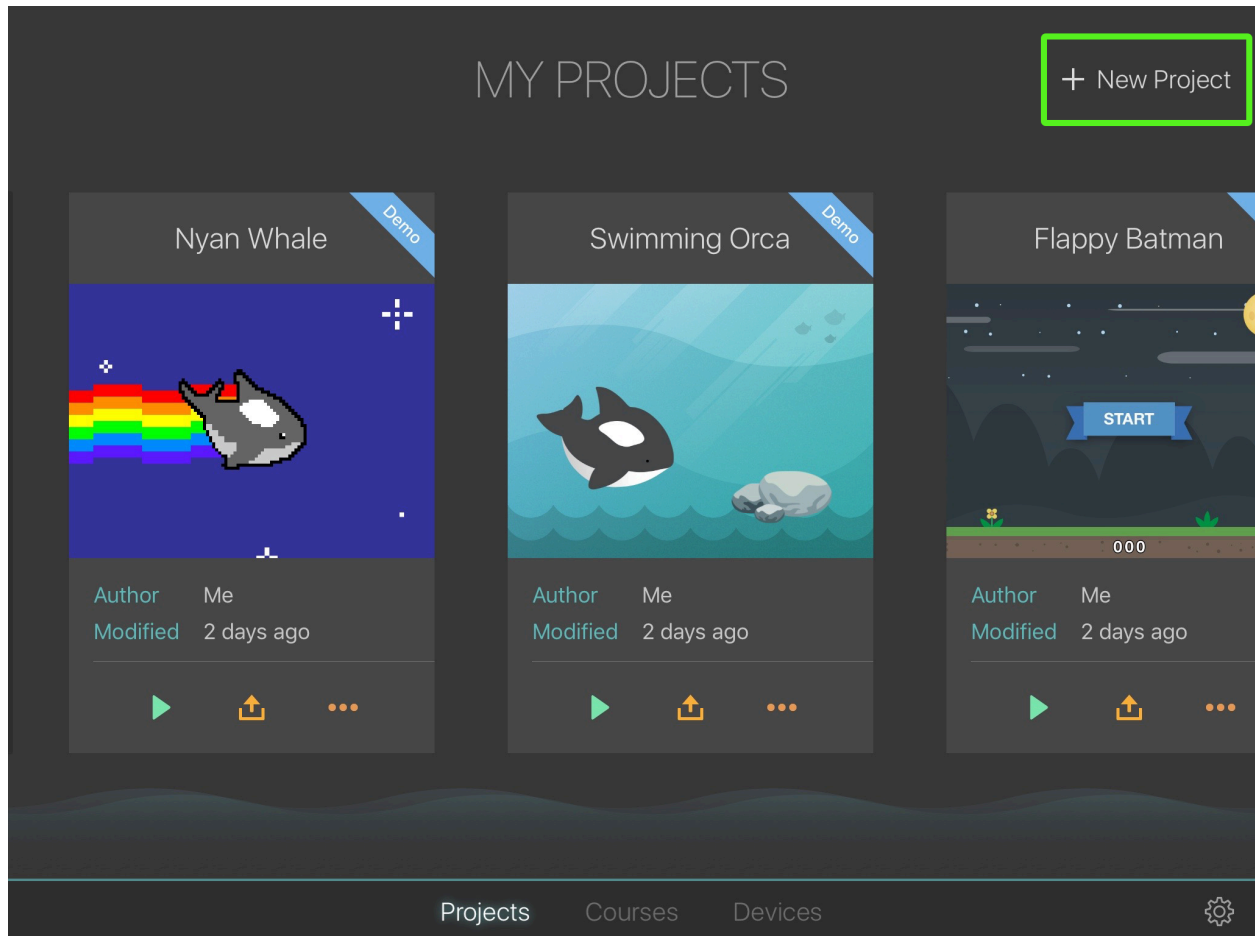 MY PROJECTS
+ New Project
Nyan Whale
Demo
Swimming Orca
Demo
Flappy Batman
START
000
Author Me
Modified 2 days ago
Author Me
Modified 2 days ago
Author Me
Modified 2 days ago
Projects Courses Devices